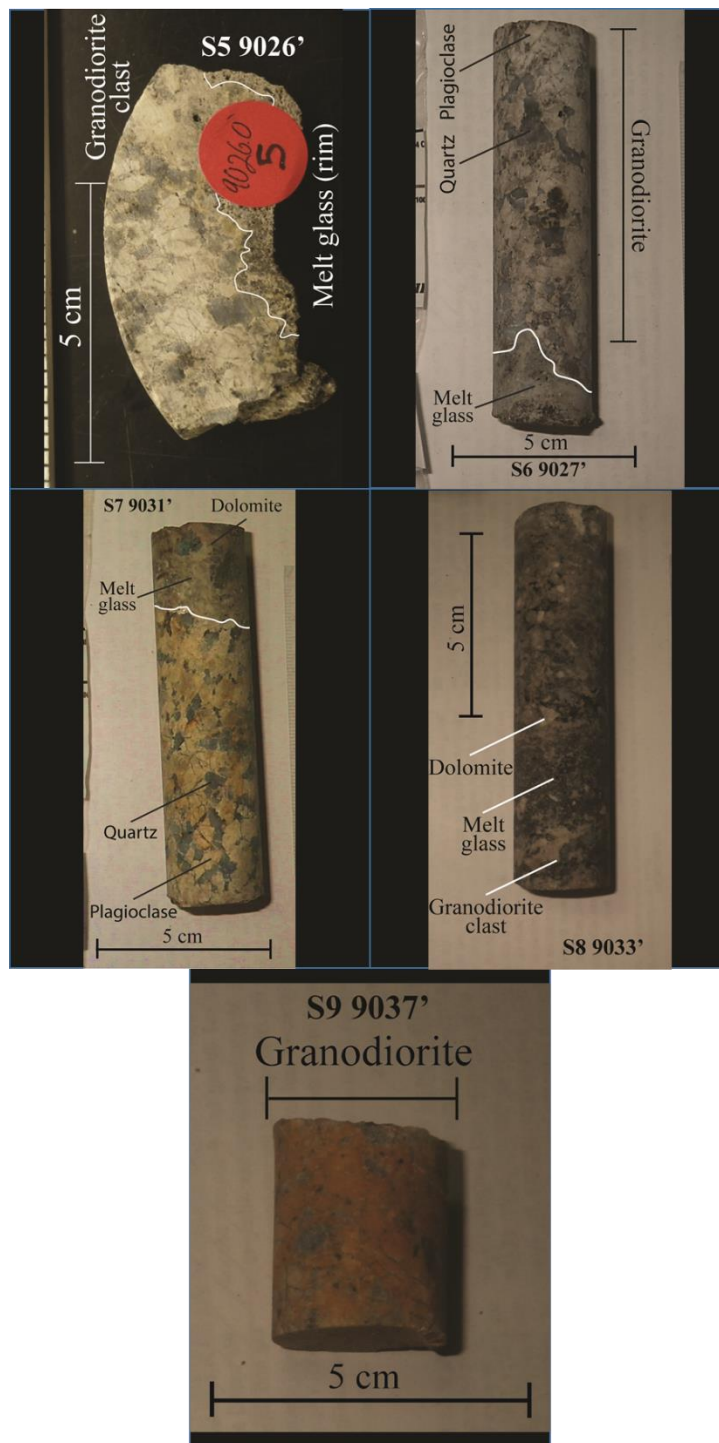 S5 9026’
Granodiorite
clast
9026.0
5
Melt glass (rim)
5 cm
Plagioclase
Quartz
Granodiorite
Melt
glass
5 cm
S6 9027’
S7 9031’
Dolomite
Melt
glass
Quartz
Plagioclase
5 cm
5 cm
Dolomite
Melt
glass
Granodiorite
clast
S8 9033’
S9 9037’
Granodiorite
5 cm